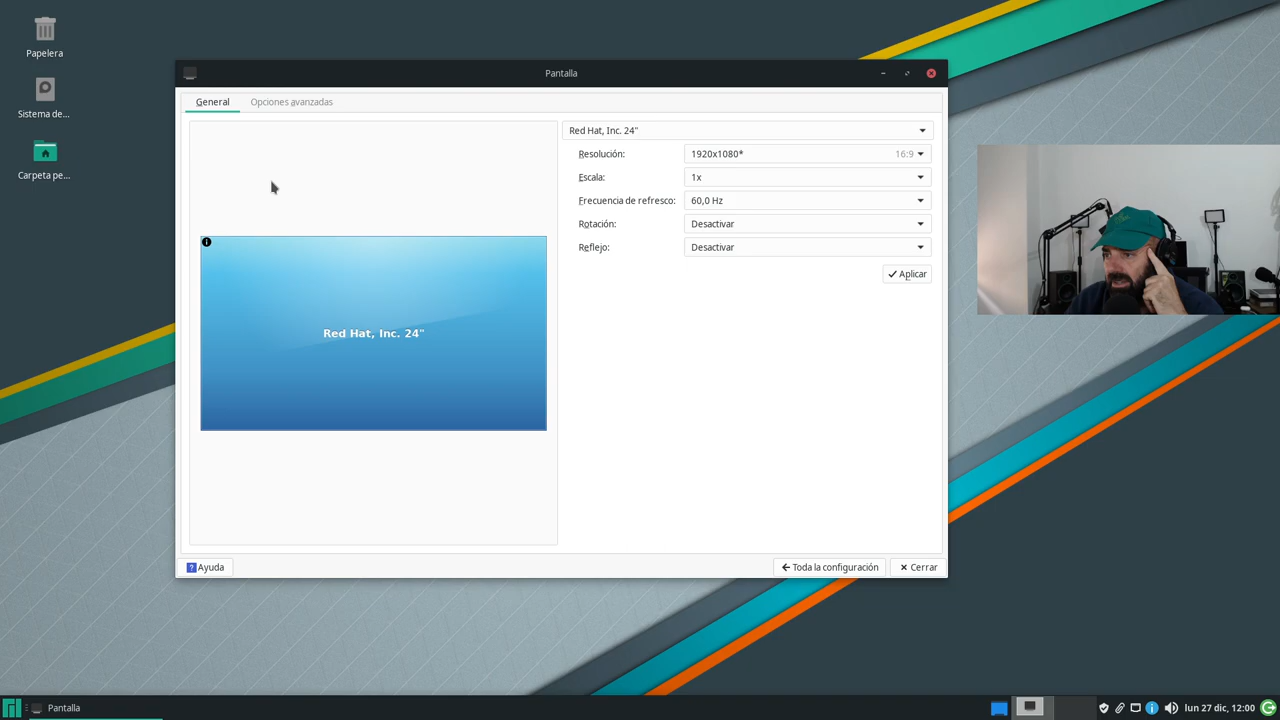 Papelera
Sistema de...
Carpeta pe...
Pantalla
General
Opciones avanzadas
Red Hat, Inc. 24"
Red Hat, Inc. 24"
Resolución: 1920x1080* 16:9
Escala: 1x
Frecuencia de refresco: 60,0 Hz
Rotación: Desactivar
Reflejo: Desactivar
Aplicar
Ayuda
Toda la configuración
Cerrar
Pantalla
lun 27 dic, 12:00